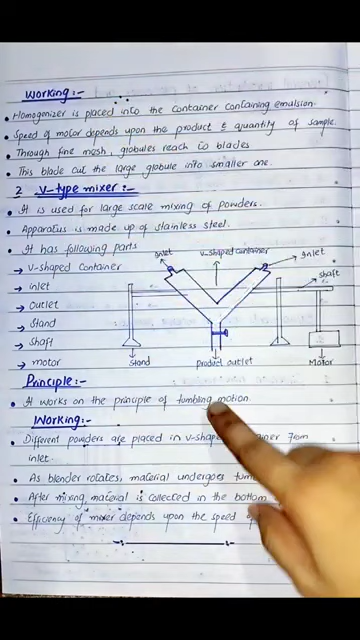 Working:-
• Homogenizer is placed into the container containing emulsion.
• Speed of motor depends upon the product & quantity of sample.
• Through fine mesh, globules reach to blades
• This blade cut the large globule into smaller one.
2 V-type mixer:-
• It is used for large scale mixing of powders.
• Apparatus is made up of stainless steel.
• It has following parts
→ V-shaped container
→ inlet
→ outlet
→ Stand
→ shaft
→ motor
Inlet
V-shaped container
Inlet
shaft
Stand
product outlet
Motor
Principle:-
• It works on the principle of tumbling motion.
Working:-
• Different powders are placed in V-shaped from
inlet.
• As blender rotates, material undergoes
• After mixing material is collected in the bottom
• Efficiency of mixer depends upon the speed of